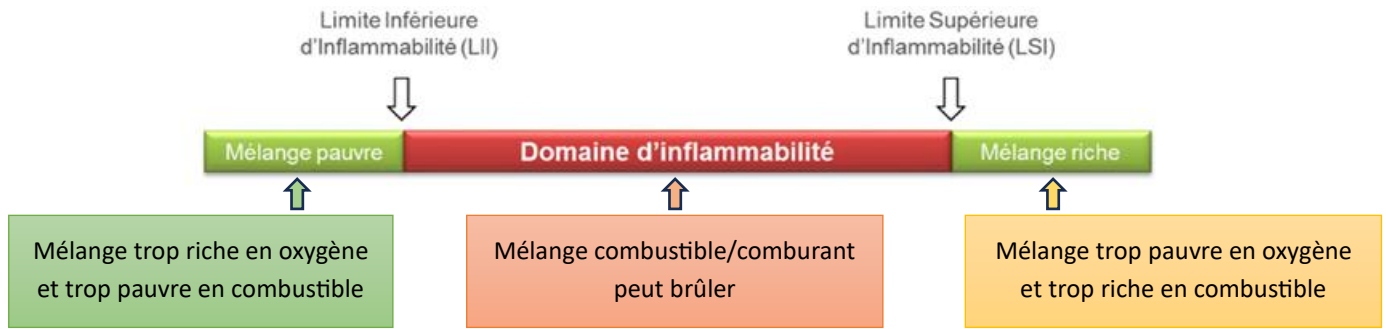 Limite Inférieure
d'Inflammabilité (LII)
Limite Supérieure
d'Inflammabilité (LSI)
Mélange pauvre
Domaine d'inflammabilité
Mélange riche
Mélange trop riche en oxygène
et trop pauvre en combustible
Mélange combustible/comburant
peut brûler
Mélange trop pauvre en oxygène
et trop riche en combustible